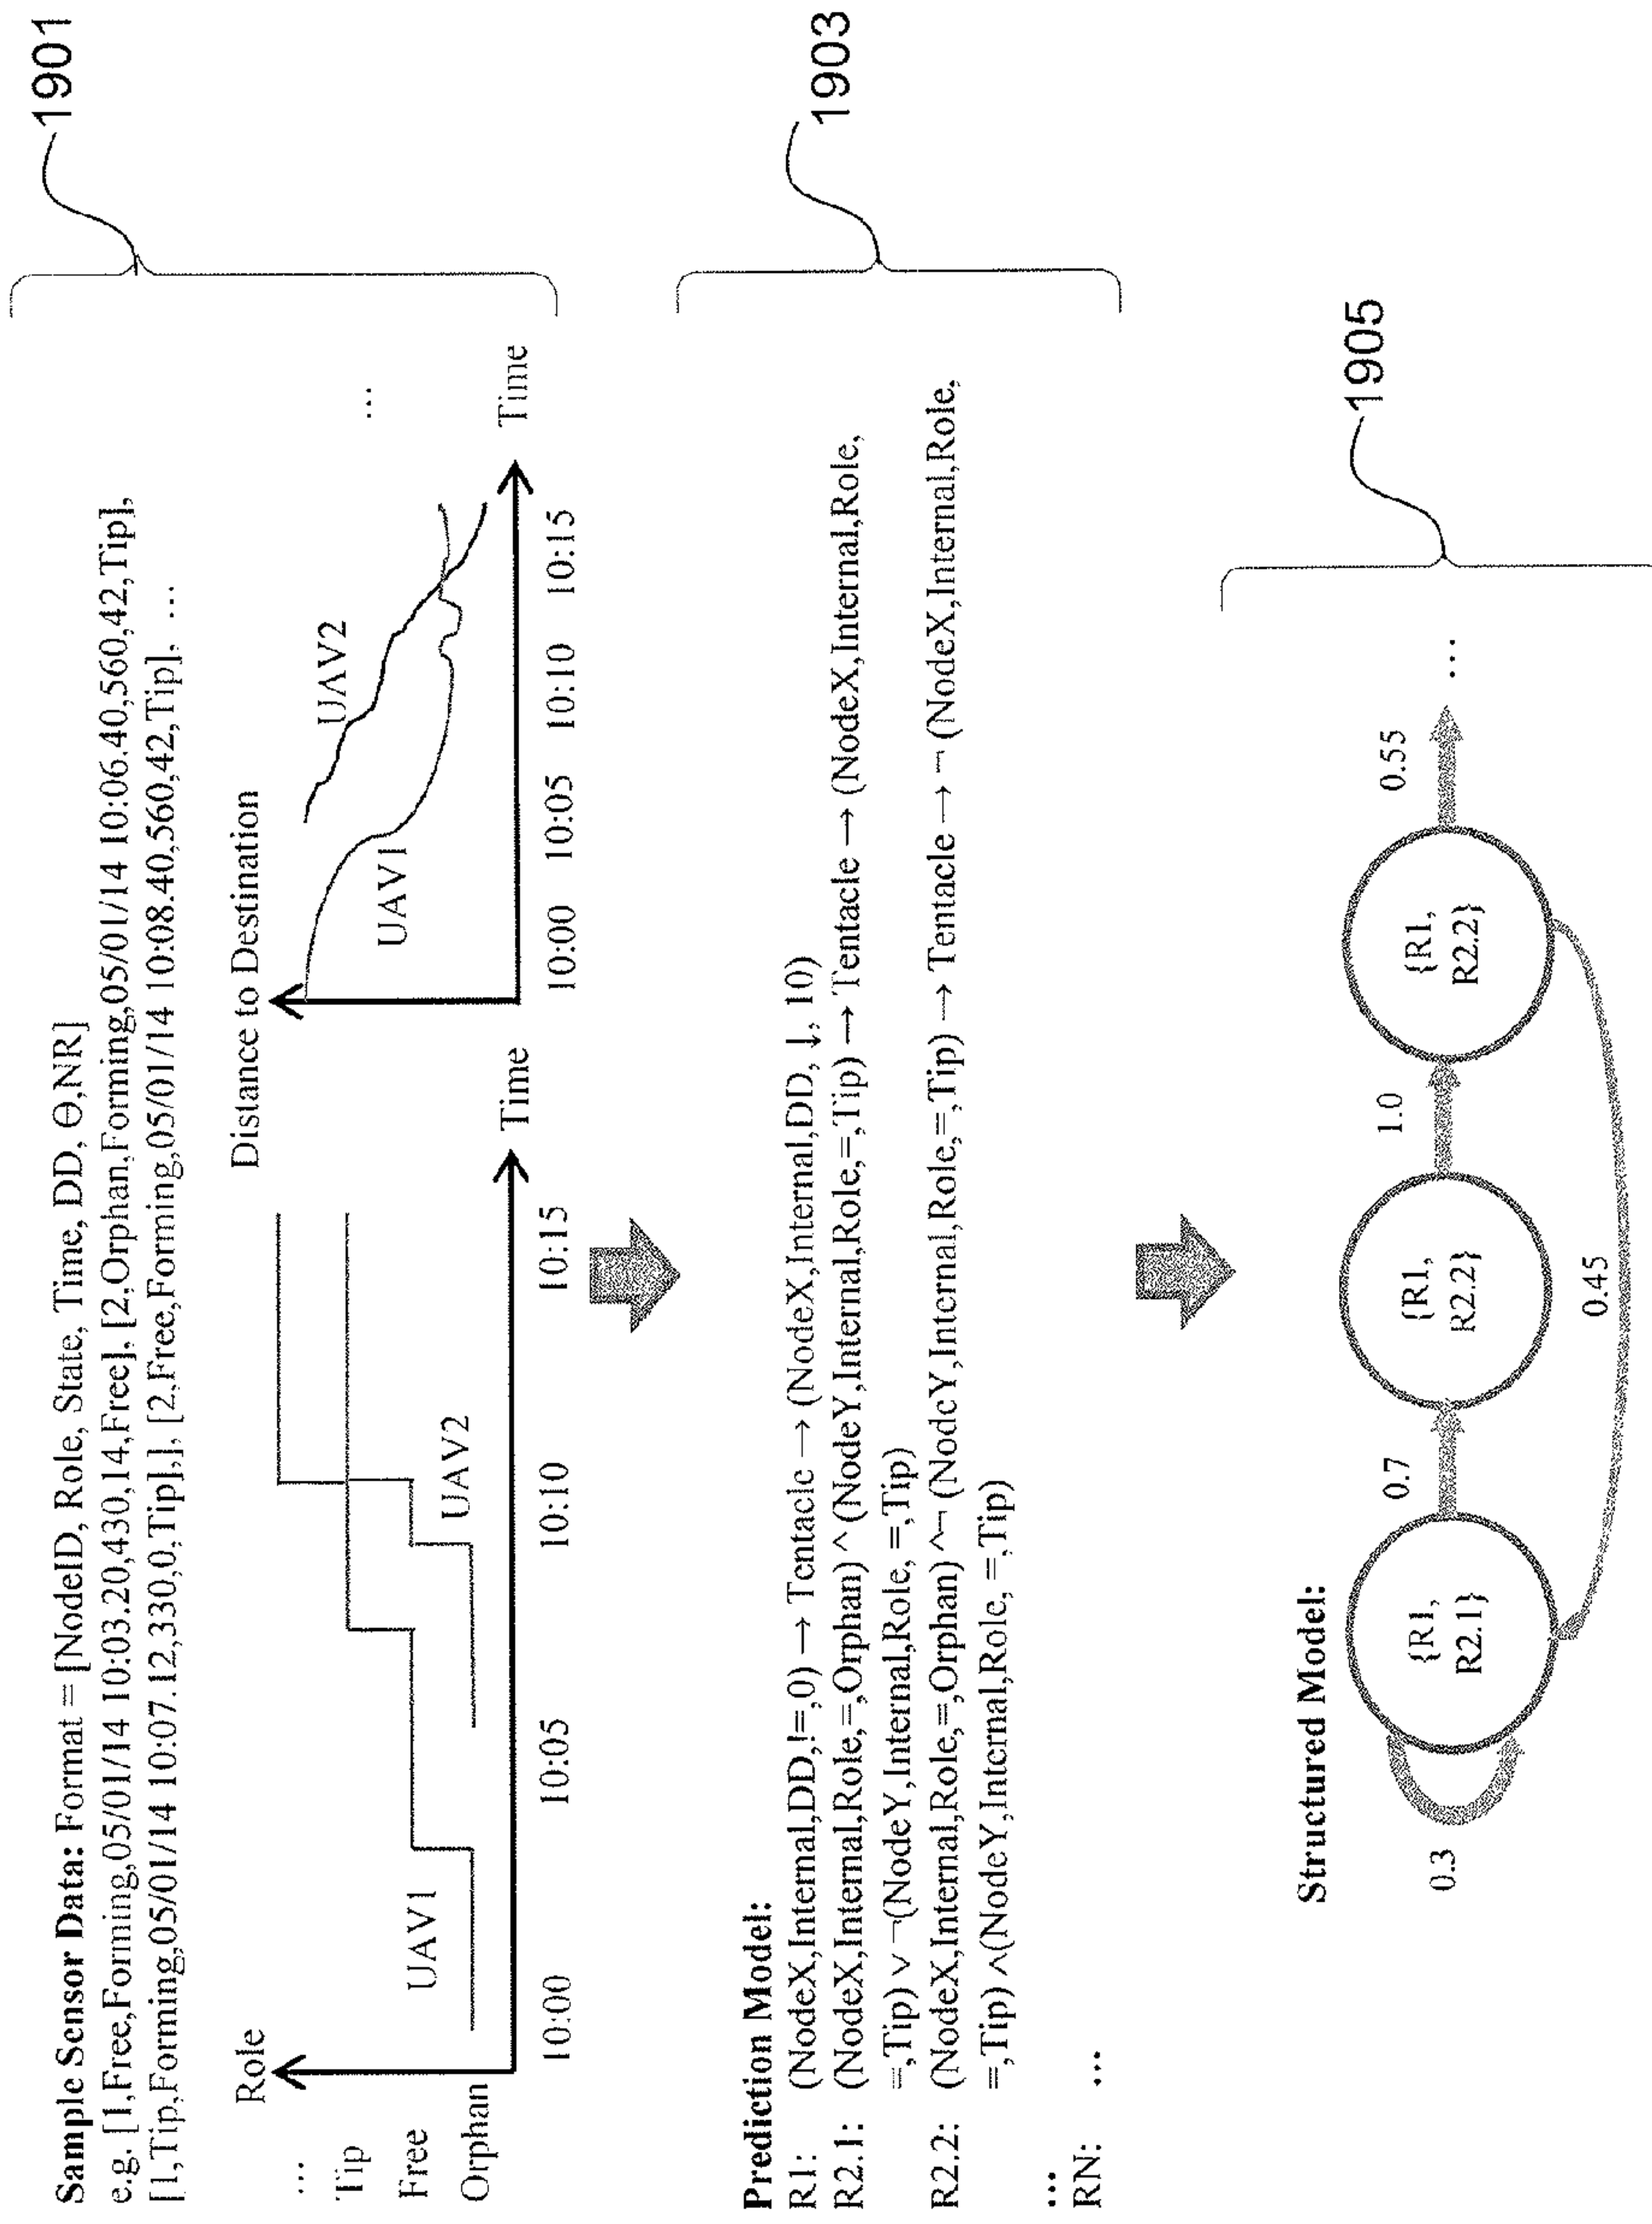 Sample Sensor Data: Format = [NodeID, Role, State, Time, DD, Θ,NR]
e.g. [1,Free,Forming,05/01/14 10:03.20,430,14,Free], [2,Orphan,Forming,05/01/14 10:06.40,560,42,Tip],
[1,Tip,Forming,05/01/14 10:07.12,330,0,Tip],], [2,Free,Forming,05/01/14 10:08.40,560,42,Tip], ...
1901
Role
...
Tip
Free
Orphan
UAV1
UAV2
10:00 10:05 10:10 10:15
Time
Distance to Destination
UAV1
UAV2
...
10:00 10:05 10:10 10:15
Time
Prediction Model:
R1: (NodeX,Internal,DD,!=,0) → Tentacle → (NodeX,Internal,DD, ↓, 10)
R2.1: (NodeX,Internal,Role,=,Orphan) ^ (NodeY,Internal,Role,=,Tip) → Tentacle → (NodeX,Internal,Role,
=,Tip) ∨ ¬(NodeY,Internal,Role, =,Tip)
R2.2: (NodeX,Internal,Role,=,Orphan) ^¬ (NodeY,Internal,Role,=,Tip) → Tentacle → ¬ (NodeX,Internal,Role,
=,Tip) ∧(NodeY,Internal,Role, =,Tip)
...
RN: ...
1903
Structured Model:
0.3
{R1,
R2.1}
0.7
{R1,
R2.2}
1.0
{R1,
R2.2}
0.55
...
0.45
1905